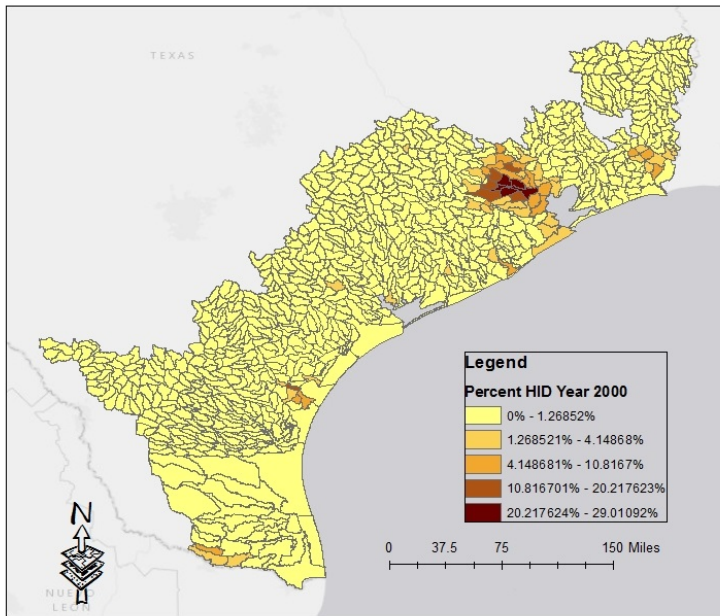 TEXAS
Legend
Percent HID Year 2000
0% - 1.26852%
1.268521% - 4.14868%
4.148681% - 10.8167%
10.816701% - 20.217623%
20.217624% - 29.01092%
0 37.5 75 150 Miles
N
NUEVO
LEÓN